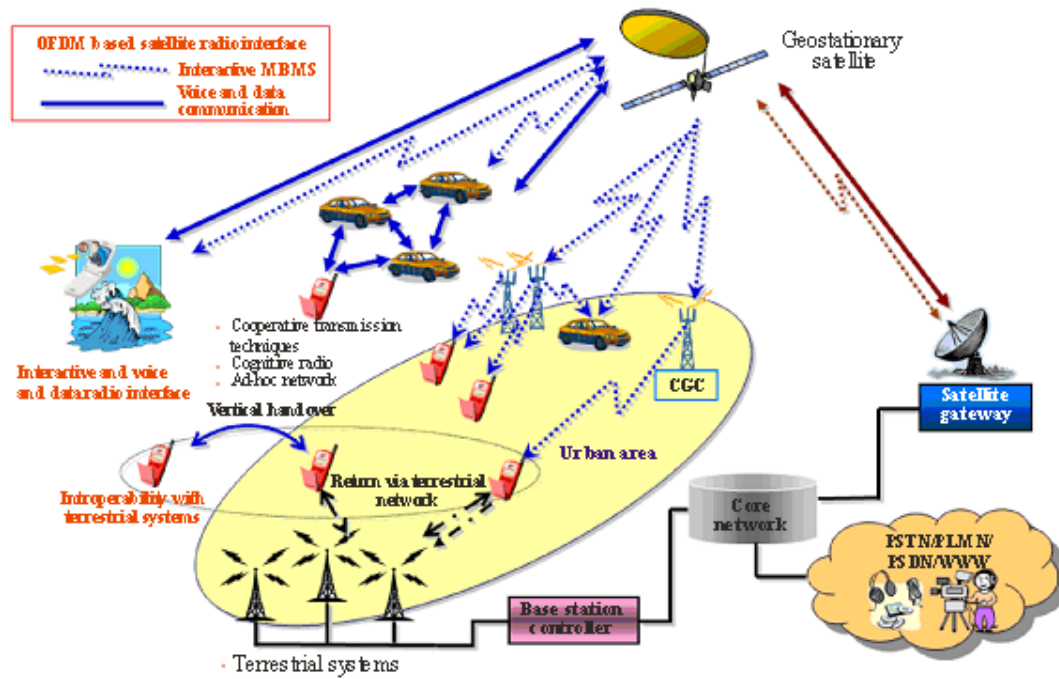 OFDM based satellite radio interface
Interactive MBMS
Voice and data
communication
Geostationary
satellite
Cooperative transmission
techniques
Cognitive radio
Ad-hoc network
Interactive and voice
and data radio interface
CGC
Satellite
gateway
Vertical handover
Urban area
Introperability with
terrestrial systems
Return via terrestrial
network
Core
network
PSTN/PLMN/
PSDN/WWW
Base station
controller
Terrestrial systems